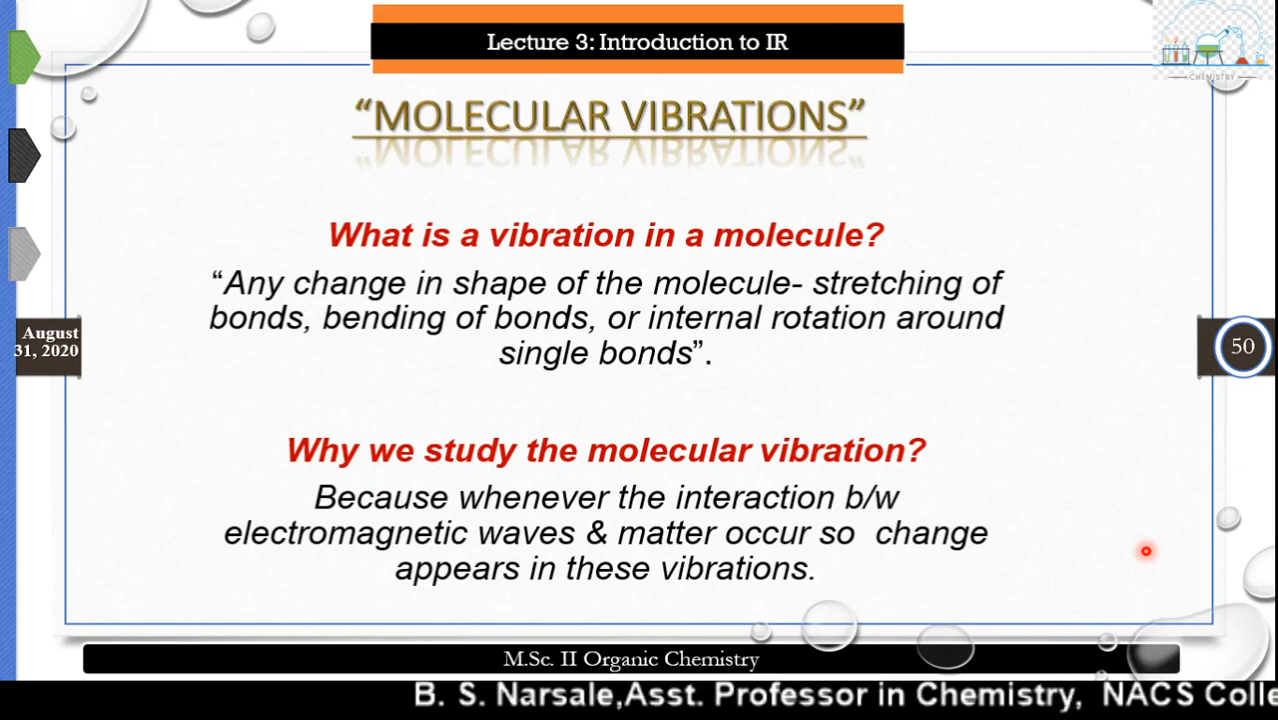 Lecture 3: Introduction to IR
CHEMISTRY
“MOLECULAR VIBRATIONS”
What is a vibration in a molecule?
“Any change in shape of the molecule- stretching of
bonds, bending of bonds, or internal rotation around
single bonds”.
August
31, 2020
50
Why we study the molecular vibration?
Because whenever the interaction b/w
electromagnetic waves & matter occur so change
appears in these vibrations.
M.Sc. II Organic Chemistry
B. S. Narsale,Asst. Professor in Chemistry, NACS Colle